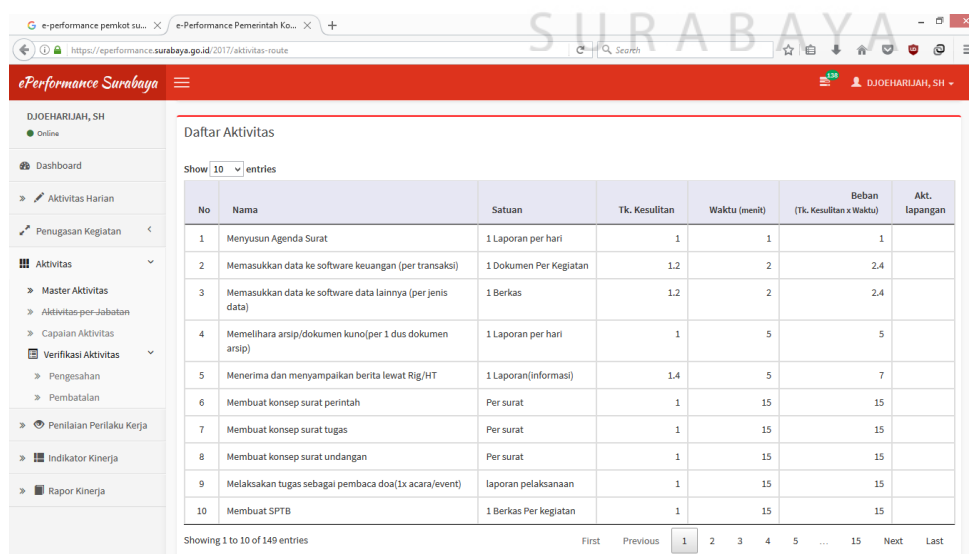 SURABAYA
e-performance pemkot su...
e-Performance Pemerintah Ko...
https://eperformance.surabaya.go.id/2017/aktivitas-route
Search
ePerformance Surabaya
138
DJOEHARIJAH, SH
DJOEHARIJAH, SH
Online
Dashboard
Aktivitas Harian
Penugasan Kegiatan
Aktivitas
Master Aktivitas
Aktivitas per Jabatan
Capaian Aktivitas
Verifikasi Aktivitas
Pengesahan
Pembatalan
Penilaian Perilaku Kerja
Indikator Kinerja
Rapor Kinerja
Daftar Aktivitas
Show 10 entries
No Nama Satuan Tk. Kesulitan Waktu (menit) Beban (Tk. Kesulitan x Waktu) Akt. lapangan
1 Menyusun Agenda Surat 1 Laporan per hari 1 1 1
2 Memasukkan data ke software keuangan (per transaksi) 1 Dokumen Per Kegiatan 1.2 2 2.4
3 Memasukkan data ke software data lainnya (per jenis data) 1 Berkas 1.2 2 2.4
4 Memelihara arsip/dokumen kuno(per 1 dus dokumen arsip) 1 Laporan per hari 1 5 5
5 Menerima dan menyampaikan berita lewat Rig/HT 1 Laporan(informasi) 1.4 5 7
6 Membuat konsep surat perintah Per surat 1 15 15
7 Membuat konsep surat tugas Per surat 1 15 15
8 Membuat konsep surat undangan Per surat 1 15 15
9 Melaksakan tugas sebagai pembaca doa(1x acara/event) laporan pelaksanaan 1 15 15
10 Membuat SPTB 1 Berkas Per kegiatan 1 15 15
Showing 1 to 10 of 149 entries
First Previous 1 2 3 4 5 ... 15 Next Last